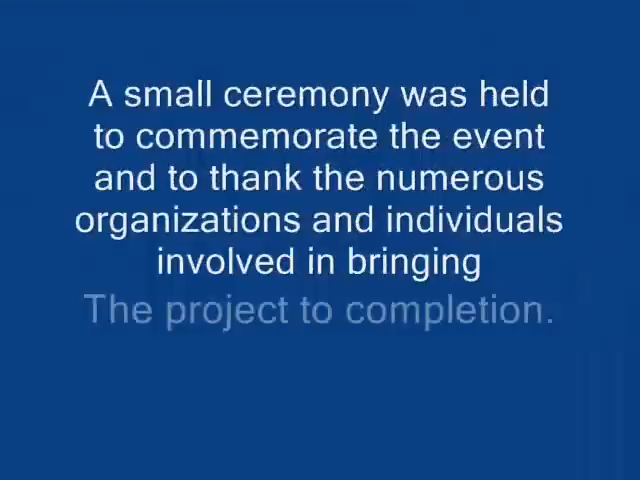 A small ceremony was held
to commemorate the event
and to thank the numerous
organizations and individuals
involved in bringing
The project to completion.